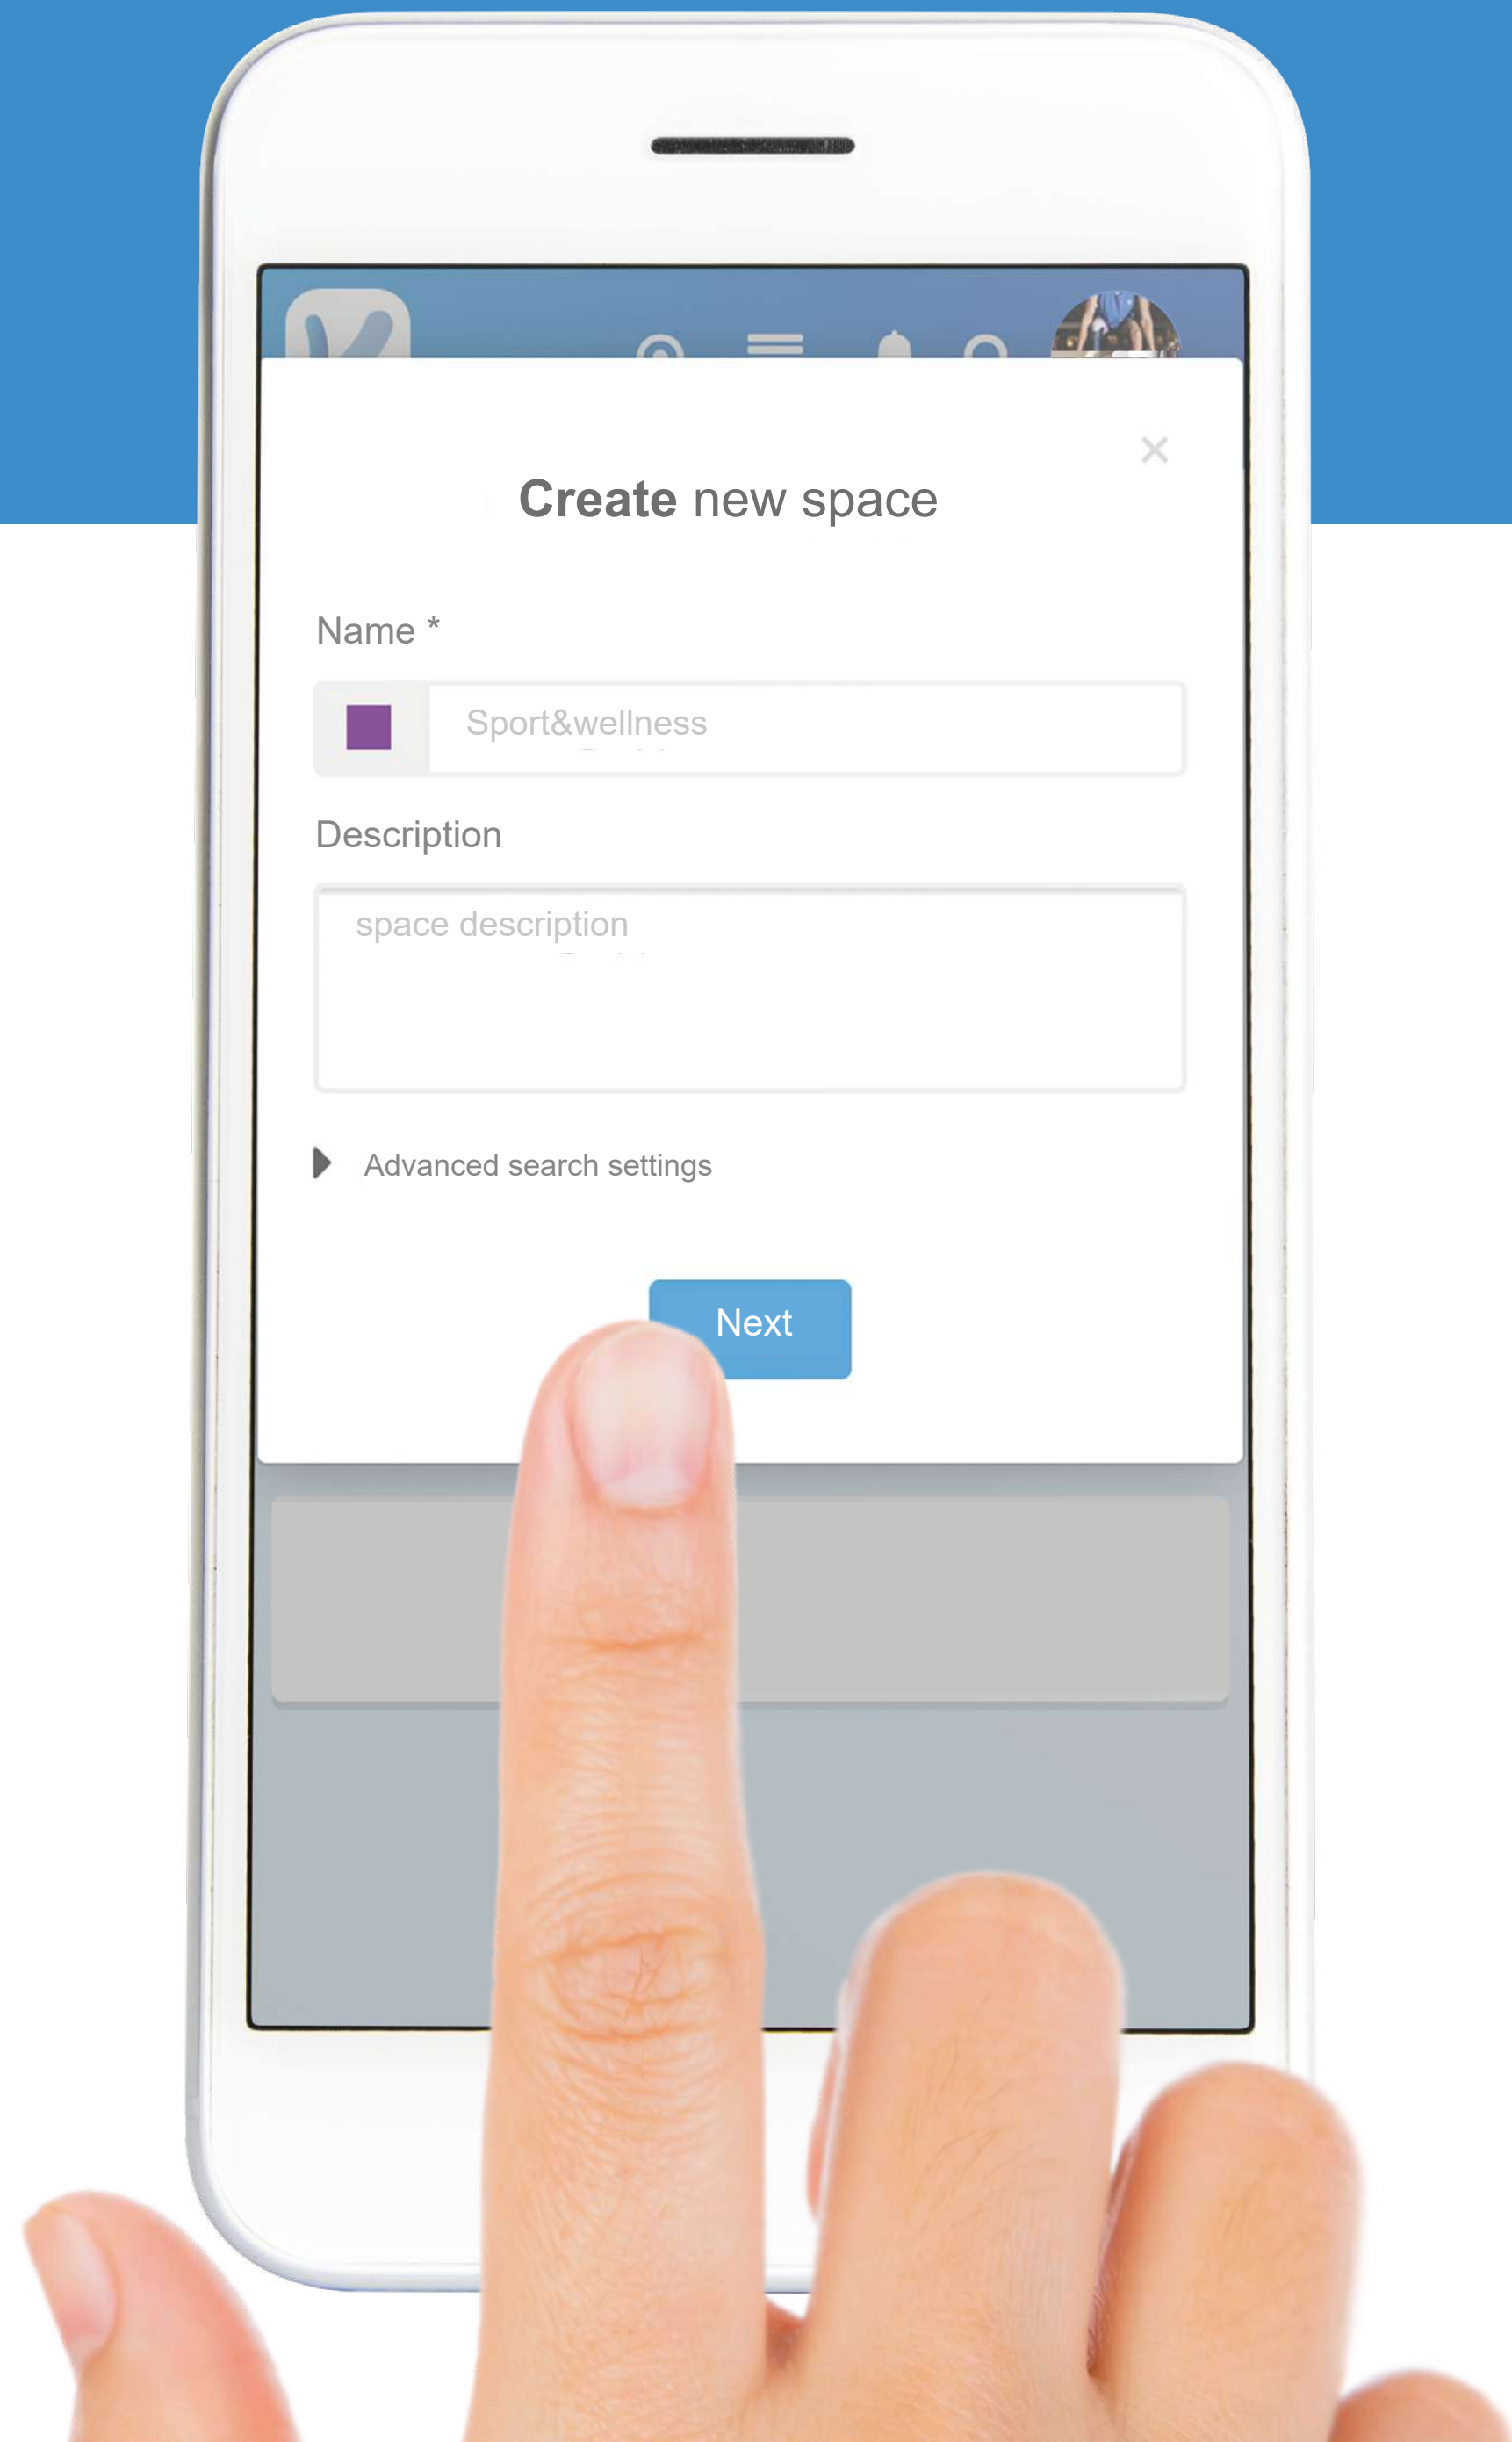 Create new space
Name *
Sport&wellness
Description
space description
Advanced search settings
Next